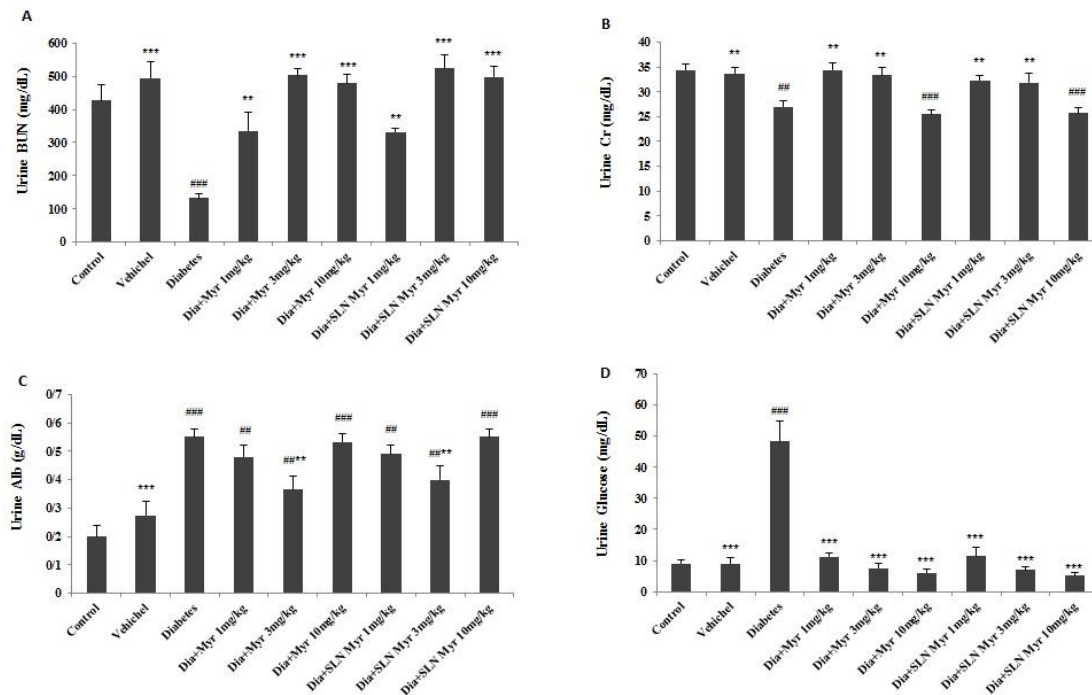 A
Urine BUN (mg/dL)
600
500
400
300
200
100
0
***
###
**
***
***
**
***
***
Control
Vehichel
Diabetes
Dia+Myr 1mg/kg
Dia+Myr 3mg/kg
Dia+Myr 10mg/kg
Dia+SLN Myr 1mg/kg
Dia+SLN Myr 3mg/kg
Dia+SLN Myr 10mg/kg
B
Urine Cr (mg/dL)
40
35
30
25
20
15
10
5
0
**
##
**
**
###
**
**
###
Control
Vehichel
Diabetes
Dia+Myr 1mg/kg
Dia+Myr 3mg/kg
Dia+Myr 10mg/kg
Dia+SLN Myr 1mg/kg
Dia+SLN Myr 3mg/kg
Dia+SLN Myr 10mg/kg
C
Urine Alb (g/dL)
0/7
0/6
0/5
0/4
0/3
0/2
0/1
0
***
###
##
##**
###
##
##**
###
Control
Vehichel
Diabetes
Dia+Myr 1mg/kg
Dia+Myr 3mg/kg
Dia+Myr 10mg/kg
Dia+SLN Myr 1mg/kg
Dia+SLN Myr 3mg/kg
Dia+SLN Myr 10mg/kg
D
Urine Glucose (mg/dL)
70
60
50
40
30
20
10
0
***
###
***
***
***
***
***
***
Control
Vehichel
Diabetes
Dia+Myr 1mg/kg
Dia+Myr 3mg/kg
Dia+Myr 10mg/kg
Dia+SLN Myr 1mg/kg
Dia+SLN Myr 3mg/kg
Dia+SLN Myr 10mg/kg